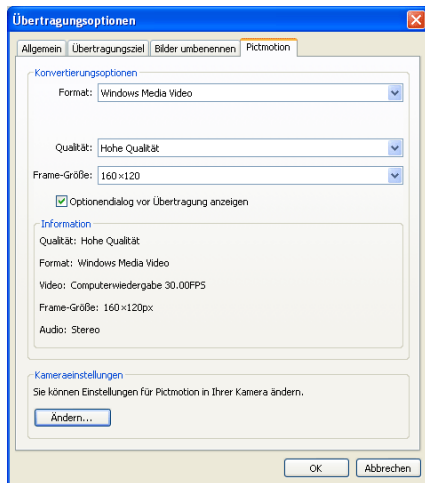 Übertragungsoptionen
Allgemein Übertragungsziel Bilder umbenennen Pictmotion
Konvertierungsoptionen
Format: Windows Media Video
Qualität: Hohe Qualität
Frame-Größe: 160×120
Optionendialog vor Übertragung anzeigen
Information
Qualität: Hohe Qualität
Format: Windows Media Video
Video: Computerwiedergabe 30.00FPS
Frame-Größe: 160×120px
Audio: Stereo
Kameraeinstellungen
Sie können Einstellungen für Pictmotion in Ihrer Kamera ändern.
Ändern...
OK Abbrechen